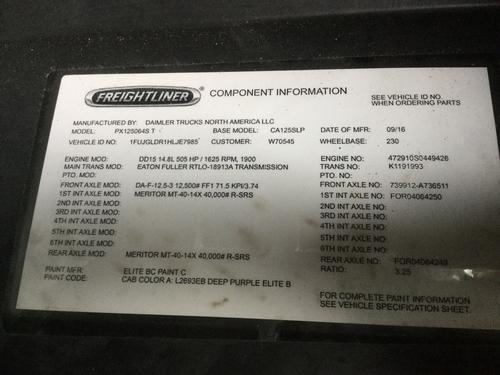 FREIGHTLINER
COMPONENT INFORMATION
SEE VEHICLE ID NO.
WHEN ORDERING PARTS
MANUFACTURED BY: DAIMLER TRUCKS NORTH AMERICA LLC
MODEL: PX125064S T BASE MODEL: CA125SLP DATE OF MFD: 09/16
VEHICLE ID NO: 1FUJGLDR1HLJE7985 CUSTOMER: W70545 WHEELBASE: 230
ENGINE MOD: DD15 14.8L 505 HP / 1625 RPM, 1900 ENGINE NO: 472910S0449426
MAIN TRANS MOD: EATON FULLER RTLO-18913A TRANSMISSION MAIN TRANS NO: K1191993
PTO. MOD: PTO. NO:
FRONT AXLE MOD: DA-F-12.5-3 12,500# FF1 71.5 KPI/3.74 FRONT AXLE NO: 739912-A736511
1ST INT AXLE MOD: MERITOR MT-40-14X 40,000# R-SRS 1ST INT AXLE NO: FOR04064250
2ND INT AXLE MOD: 2ND INT AXLE NO:
3RD INT AXLE MOD: 3RD INT AXLE NO:
4TH INT AXLE MOD: 4TH INT AXLE NO:
5TH INT AXLE MOD: 5TH INT AXLE NO:
6TH INT AXLE MOD: 6TH INT AXLE NO:
REAR AXLE MOD: MERITOR MT-40-14X 40,000# R-SRS REAR AXLE NO: FOR04064249
RATIO: 3.25
PAINT MFR: ELITE BC PAINT C
PAINT CODE: CAB COLOR A: L2693EB DEEP PURPLE ELITE B
FOR COMPLETE PAINT INFORMATION
SEE VEHICLE SPECIFICATION SHEET.